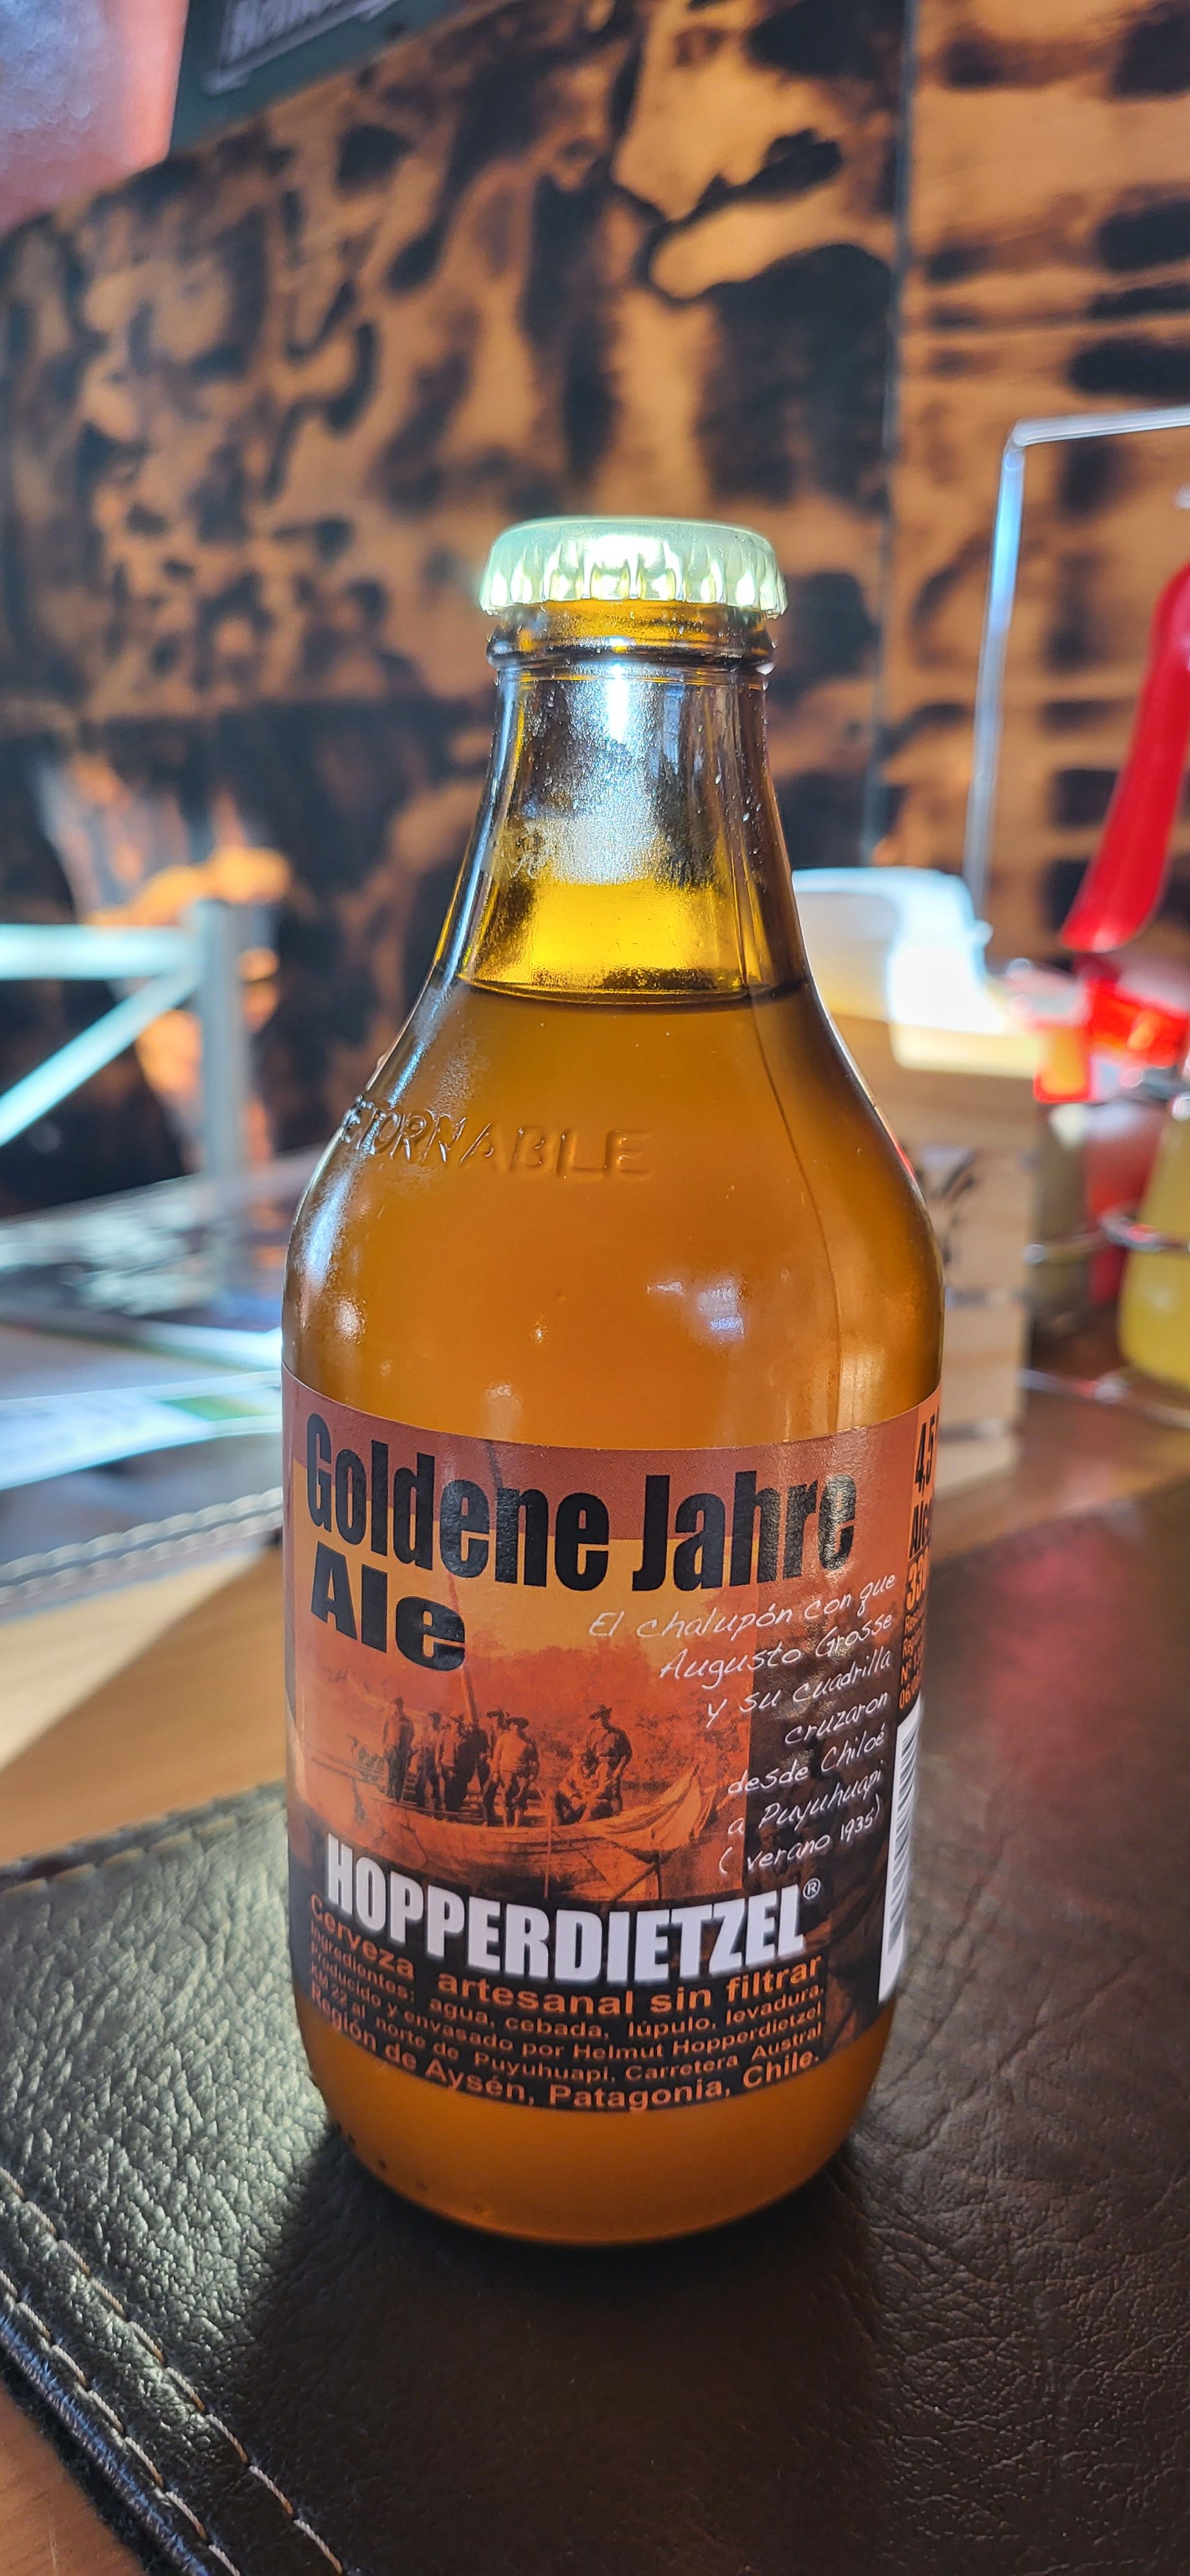 Goldene Jahre
Ale
El chalupón con que
Augusto Grosse
y su cuadrilla
cruzaron
desde Chiloé
a Puyuhuapi
( verano 1935)
HOPPERDIETZEL®
Cerveza artesanal sin filtrar
Ingredientes: agua, cebada, lúpulo, levadura.
Producido y envasado por Helmut Hopperdietzel
KM 22 al norte de Puyuhuapi, Carretera Austral
Región de Aysén, Patagonia, Chile.
4,5